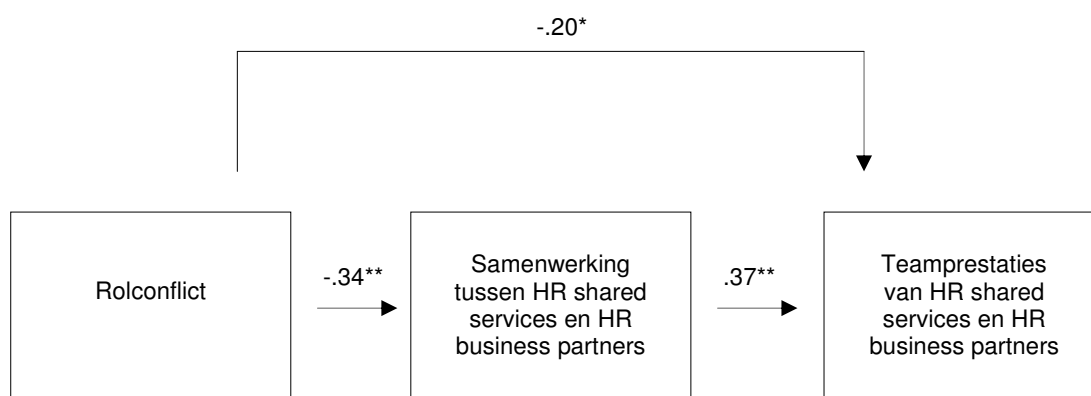 -.20*
Rolconflict
-.34**
Samenwerking
tussen HR shared
services en HR
business partners
.37**
Teamprestaties
van HR shared
services en HR
business partners